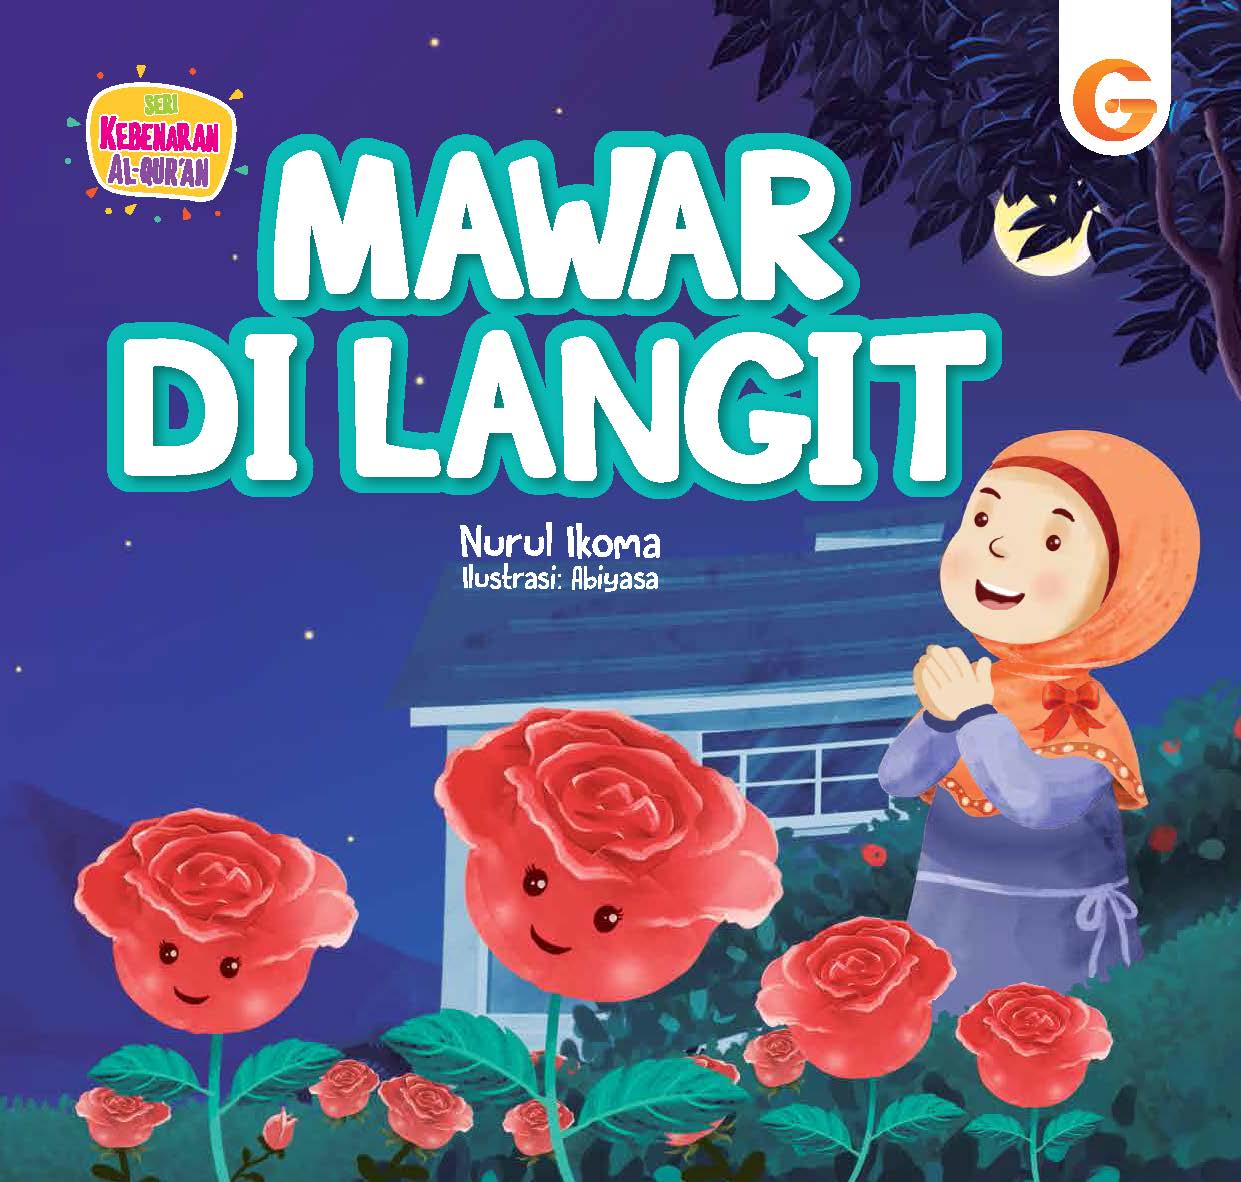 SERI
KEBENARAN
AL-QUR'AN
G
MAWAR
DI LANGIT
Nurul Ikoma
Ilustrasi: Abiyasa